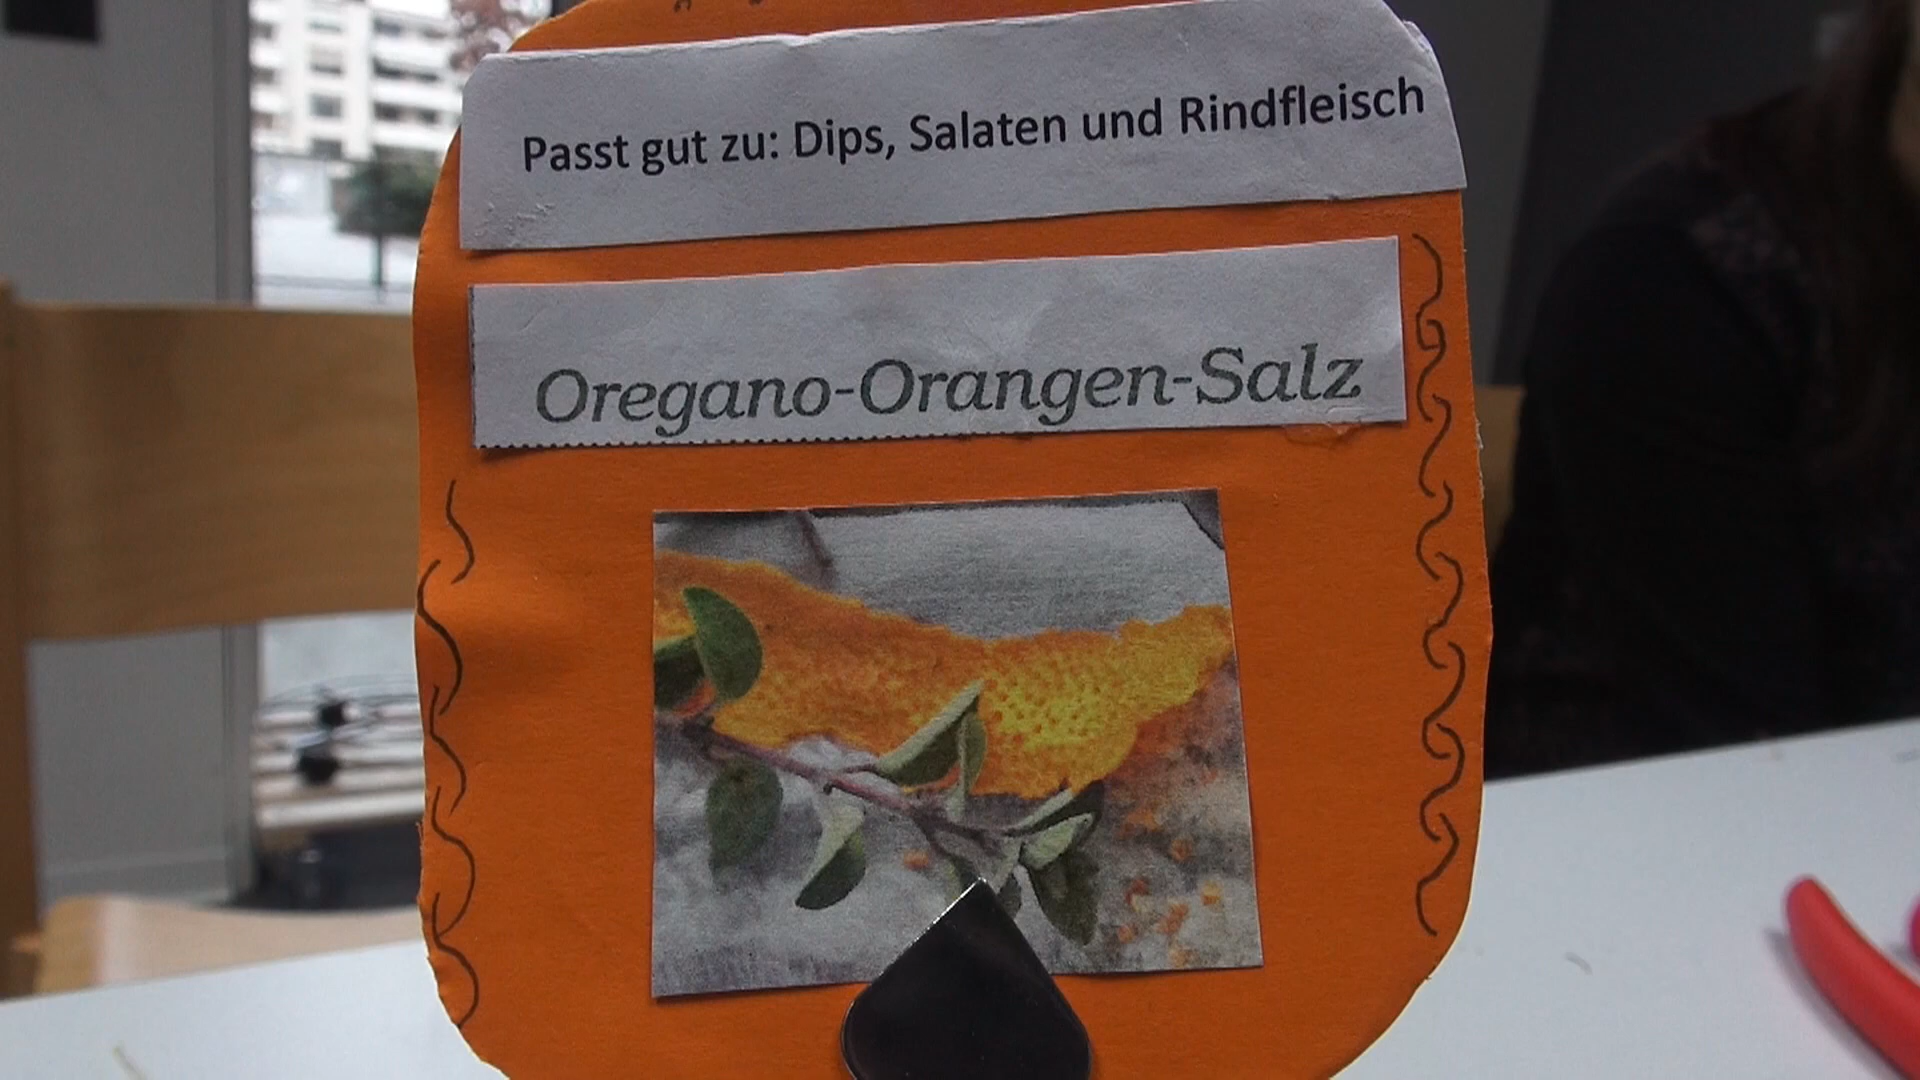 Passt gut zu: Dips, Salaten und Rindfleisch
Oregano-Orangen-Salz